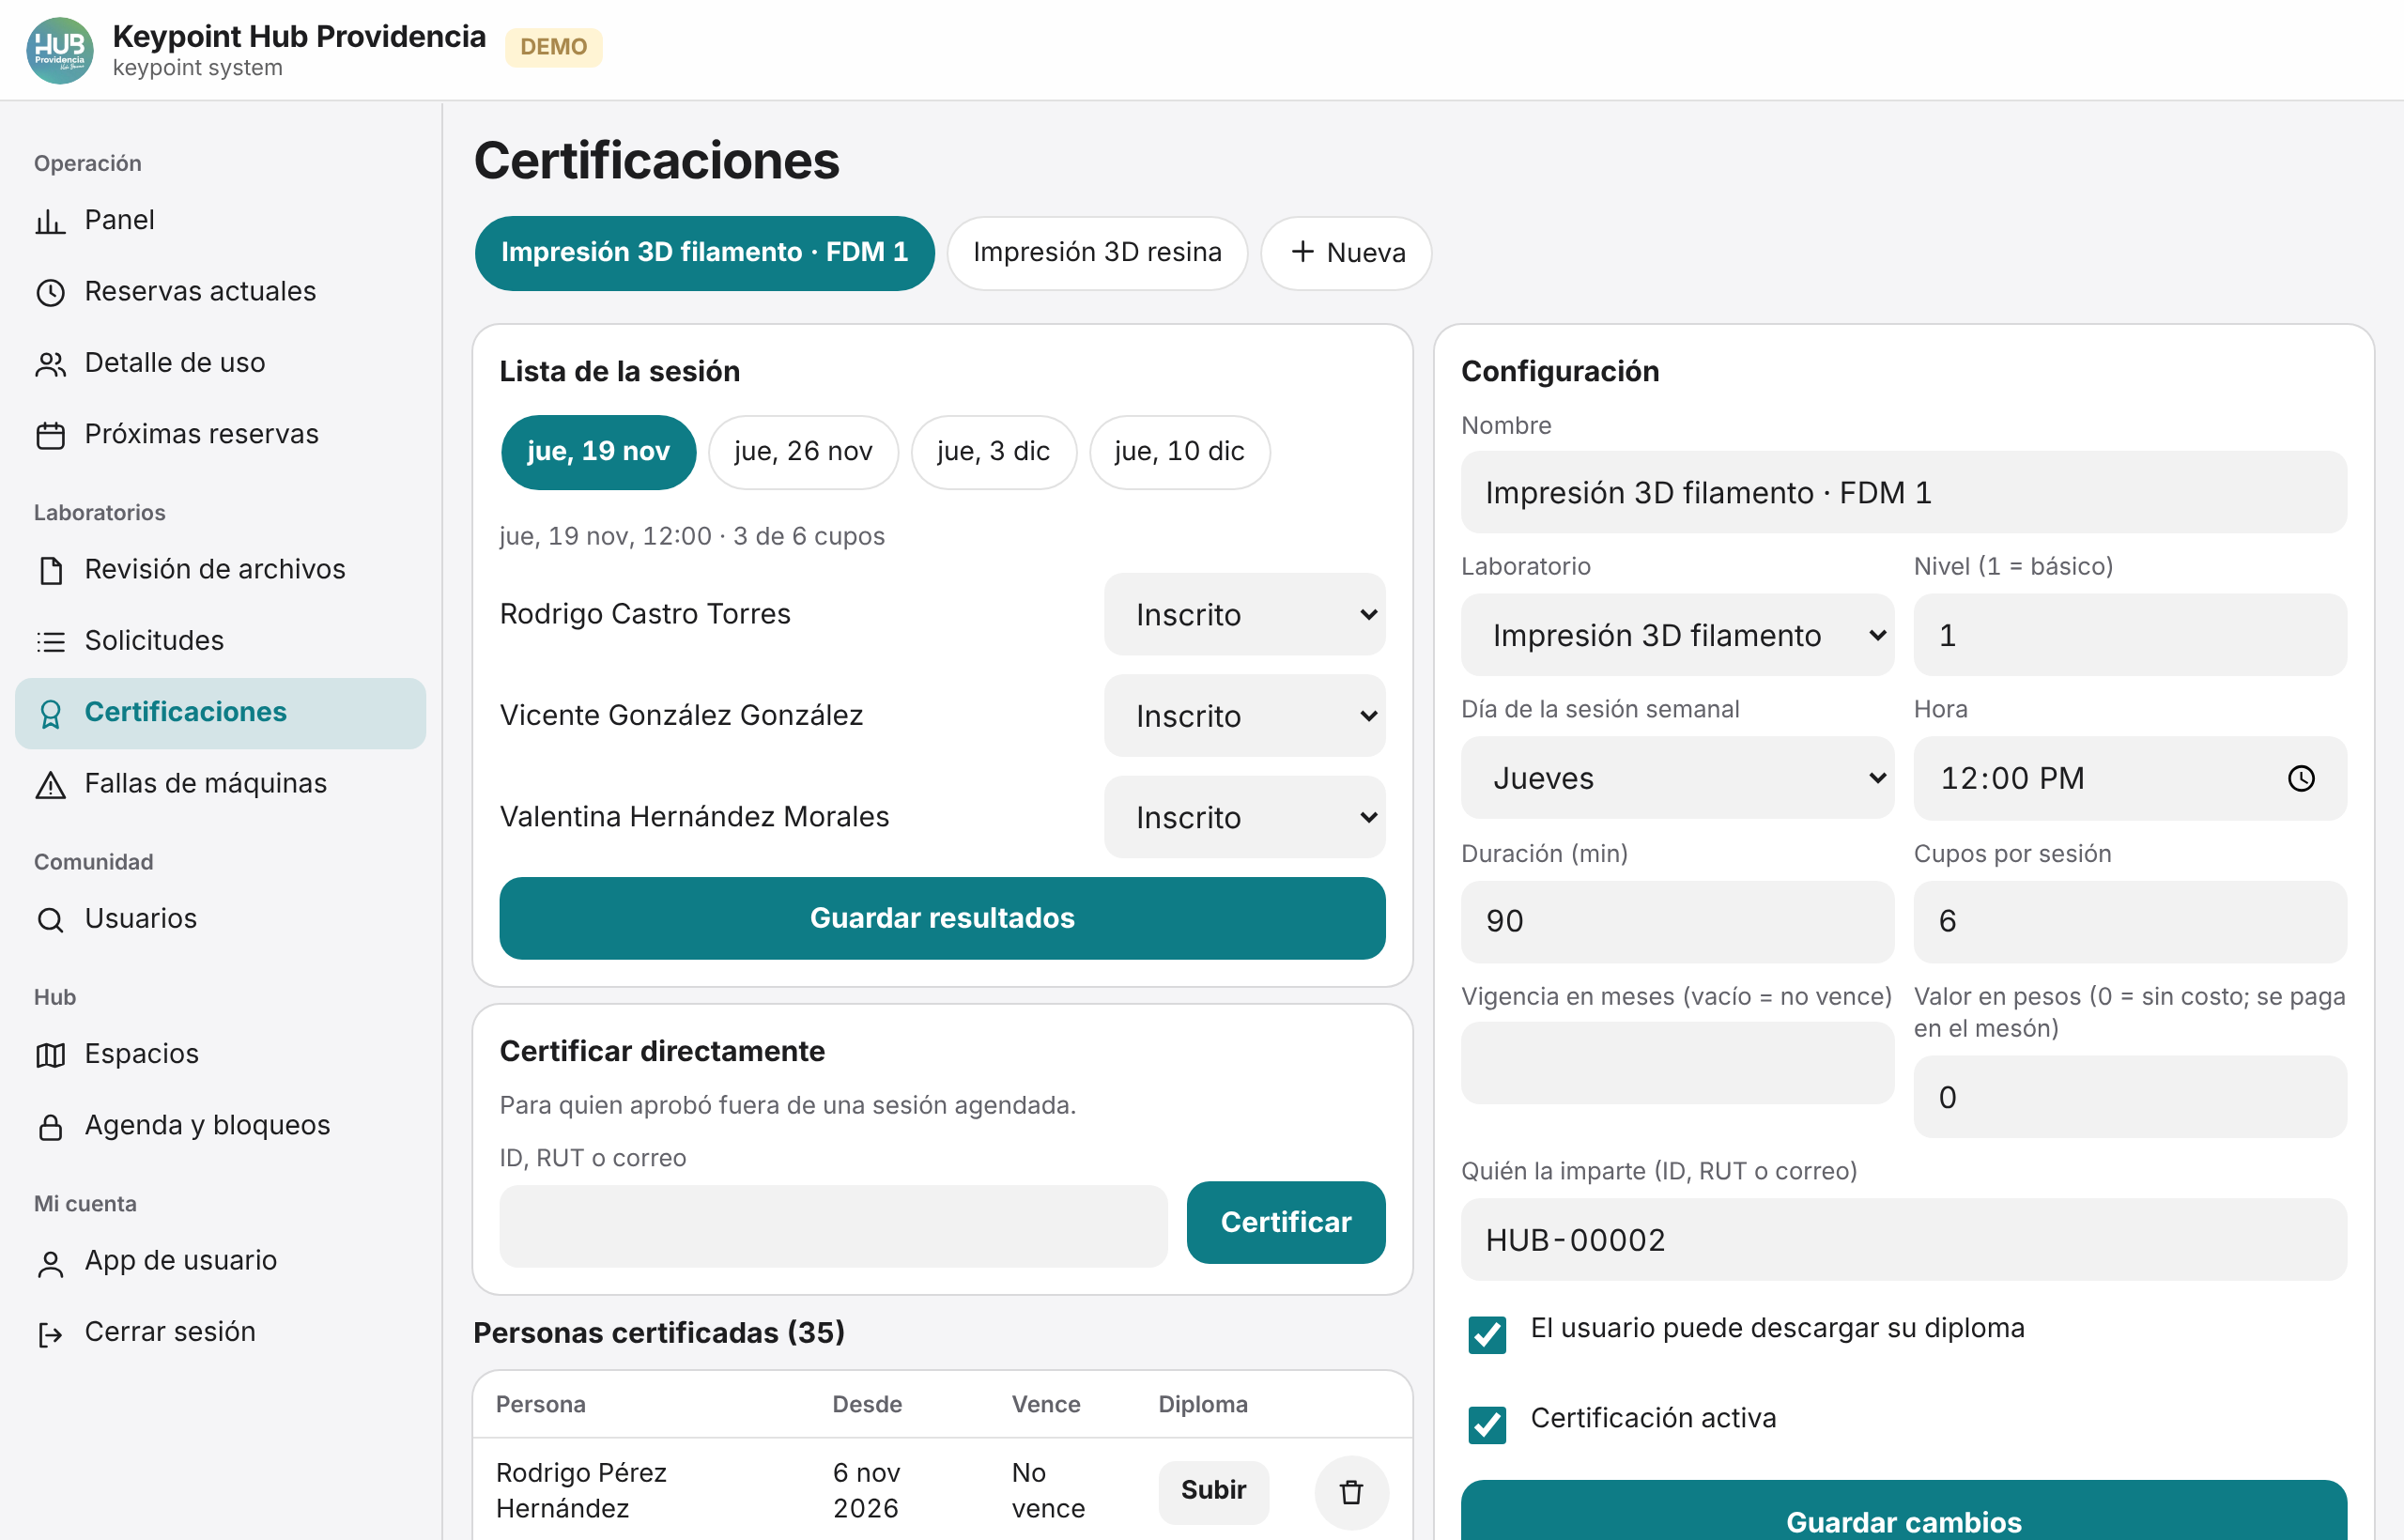 HUB
Providencia
Keypoint Hub Providencia
keypoint system
DEMO
Operación
Panel
Reservas actuales
Detalle de uso
Próximas reservas
Laboratorios
Revisión de archivos
Solicitudes
Certificaciones
Fallas de máquinas
Comunidad
Usuarios
Hub
Espacios
Agenda y bloqueos
Mi cuenta
App de usuario
Cerrar sesión
Certificaciones
Impresión 3D filamento · FDM 1
Impresión 3D resina
+ Nueva
Lista de la sesión
jue, 19 nov
jue, 26 nov
jue, 3 dic
jue, 10 dic
jue, 19 nov, 12:00 · 3 de 6 cupos
Rodrigo Castro Torres
Inscrito
Vicente González González
Inscrito
Valentina Hernández Morales
Inscrito
Guardar resultados
Certificar directamente
Para quien aprobó fuera de una sesión agendada.
ID, RUT o correo
Certificar
Personas certificadas (35)
Persona
Desde
Vence
Diploma
Rodrigo Pérez
Hernández
6 nov
2026
No
vence
Subir
Configuración
Nombre
Impresión 3D filamento · FDM 1
Laboratorio
Impresión 3D filamento
Nivel (1 = básico)
1
Día de la sesión semanal
Jueves
Hora
12:00 PM
Duración (min)
90
Cupos por sesión
6
Vigencia en meses (vacío = no vence)
Valor en pesos (0 = sin costo; se paga
en el mesón)
0
Quién la imparte (ID, RUT o correo)
HUB-00002
El usuario puede descargar su diploma
Certificación activa
Guardar cambios